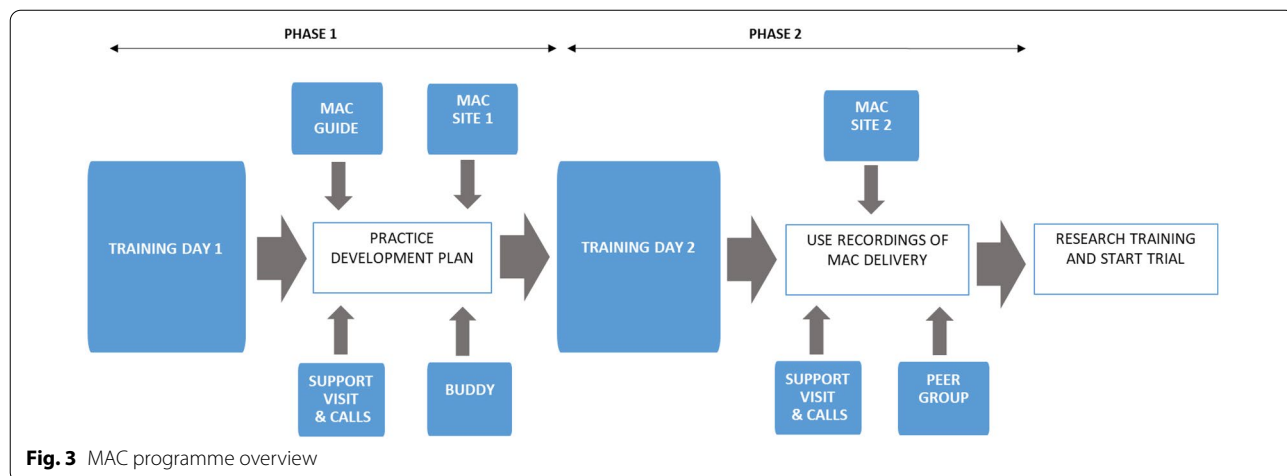 PHASE 1
PHASE 2
MAC
GUIDE
MAC
SITE 1
MAC
SITE 2
TRAINING DAY 1
PRACTICE
DEVELOPMENT PLAN
TRAINING DAY 2
USE RECORDINGS OF
MAC DELIVERY
RESEARCH TRAINING
AND START TRIAL
SUPPORT
VISIT
& CALLS
BUDDY
SUPPORT
VISIT
& CALLS
PEER
GROUP
Fig. 3 MAC programme overview